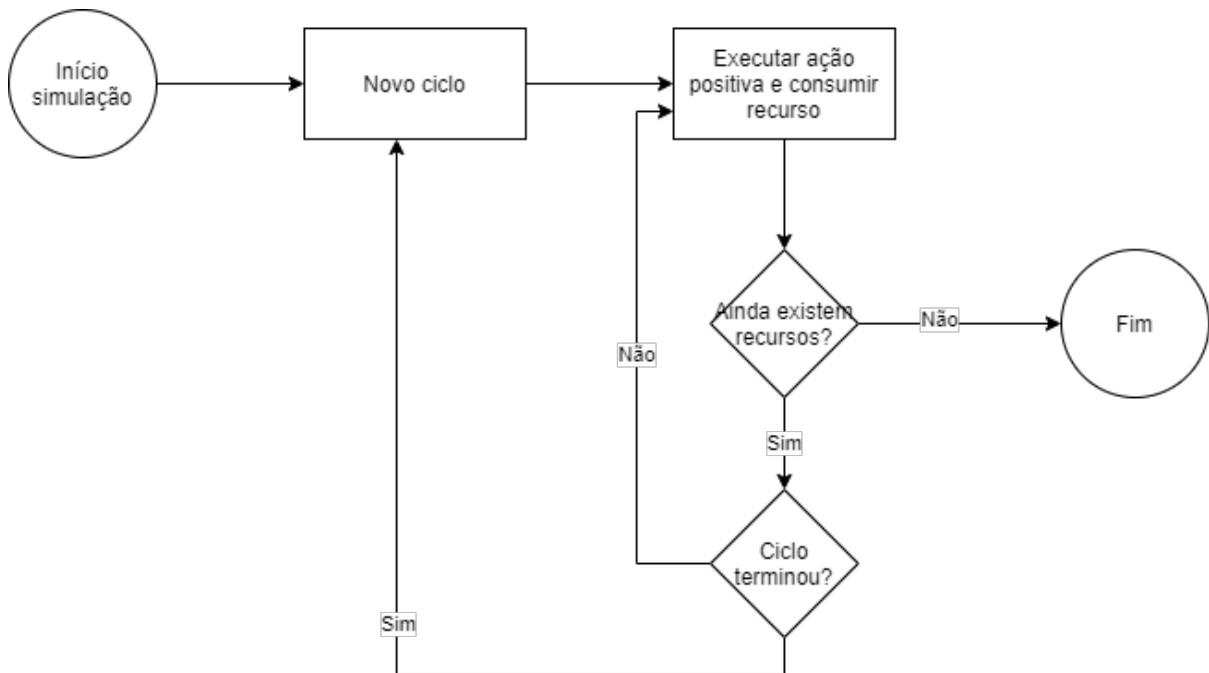 Início
simulação
Novo ciclo
Executar ação
positiva e consumir
recurso
Ainda existem
recursos?
Não
Fim
Não
Sim
Ciclo
terminou?
Sim